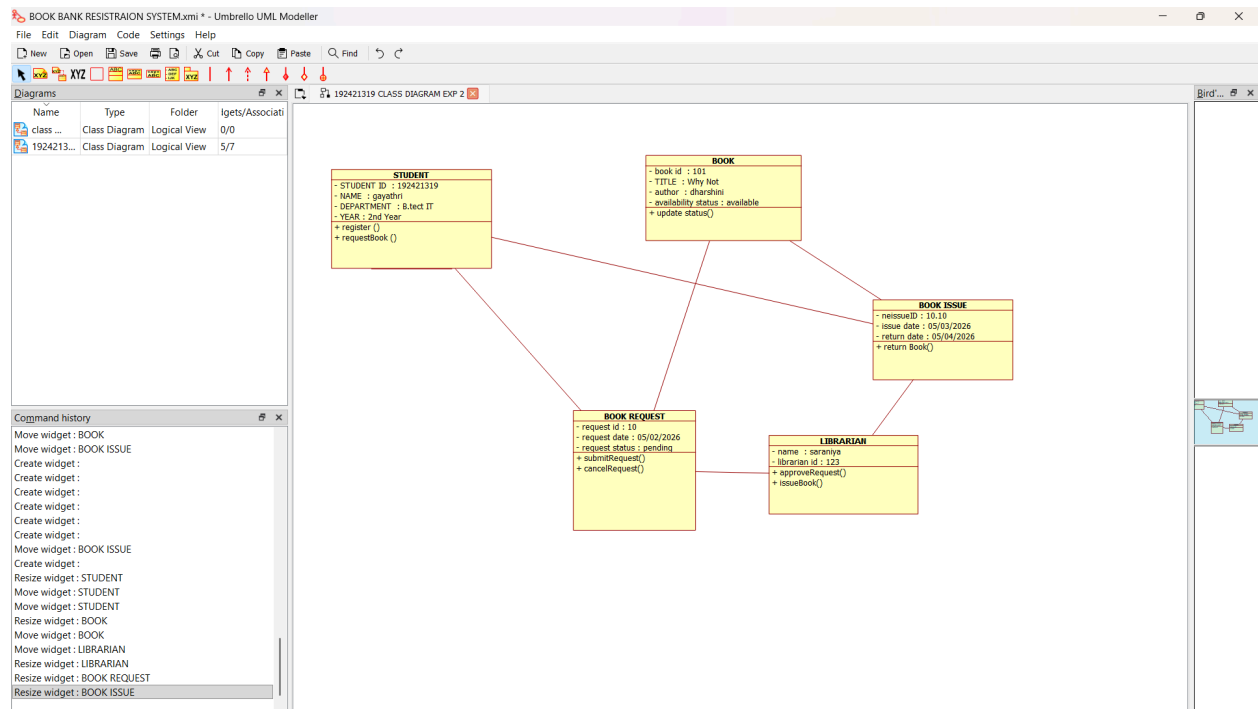 BOOK BANK RESISTRAION SYSTEM.xmi * - Umbrello UML Modeller
File Edit Diagram Code Settings Help
New Open Save Cut Copy Paste Find
XYZ
Diagrams
Name Type Folder Igets/Associati
class ... Class Diagram Logical View 0/0
1924213... Class Diagram Logical View 5/7
Command history
Move widget : BOOK
Move widget : BOOK ISSUE
Create widget :
Create widget :
Create widget :
Create widget :
Create widget :
Create widget :
Move widget : BOOK ISSUE
Create widget :
Resize widget : STUDENT
Move widget : STUDENT
Move widget : STUDENT
Resize widget : BOOK
Move widget : BOOK
Move widget : LIBRARIAN
Resize widget : LIBRARIAN
Resize widget : BOOK REQUEST
Resize widget : BOOK ISSUE
192421319 CLASS DIAGRAM EXP 2
STUDENT
- STUDENT ID : 192421319
- NAME : gayathri
- DEPARTMENT : B.tect IT
- YEAR : 2nd Year
+ register ()
+ requestBook ()
BOOK
- book id : 101
- TITLE : Why Not
- author : dharshini
- availability status : available
+ update status()
BOOK ISSUE
- neissueID : 10.10
- issue date : 05/03/2026
- return date : 05/04/2026
+ return Book()
BOOK REQUEST
- request id : 10
- request date : 05/02/2026
- request status : pending
+ submitRequest()
+ cancelRequest()
LIBRARIAN
- name : saraniya
- librarian id : 123
+ approveRequest()
+ issueBook()
Bird'...